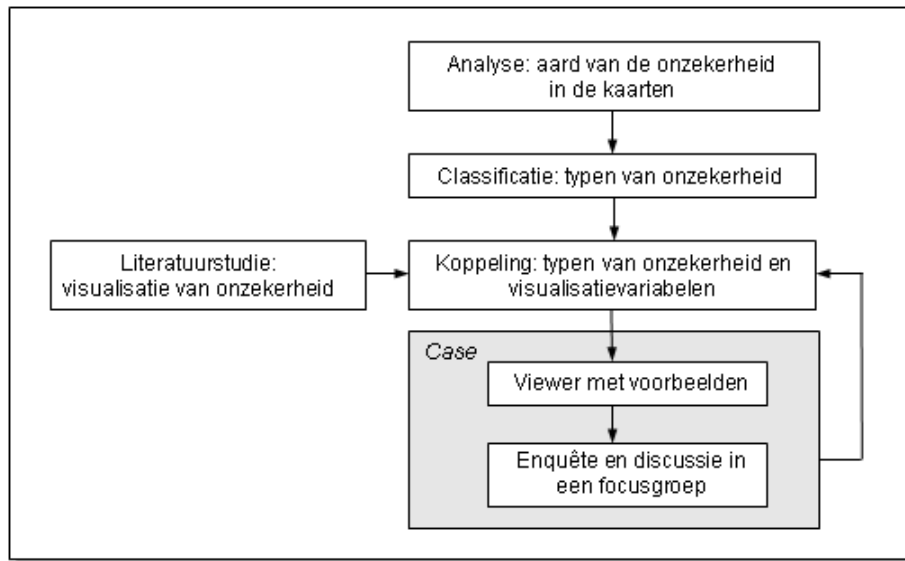 Analyse: aard van de onzekerheid
in de kaarten
Classificatie: typen van onzekerheid
Literatuurstudie:
visualisatie van onzekerheid
Koppeling: typen van onzekerheid en
visualisatievariabelen
Case
Viewer met voorbeelden
Enquête en discussie in
een focusgroep